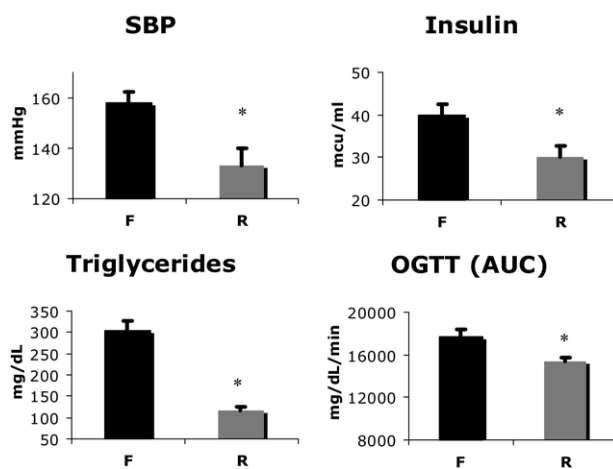 SBP
mmHg
160
140
120
*
F
R
Insulin
mcu/ml
50
40
30
20
*
F
R
Triglycerides
mg/dL
350
300
250
200
150
100
50
*
F
R
OGTT (AUC)
mg/dL/min
20000
16000
12000
8000
*
F
R